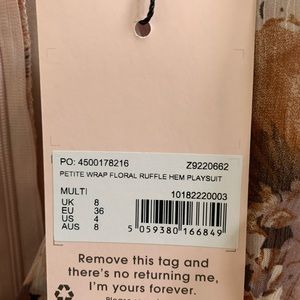 PO: 4500178216 Z9220662
PETITE WRAP FLORAL RUFFLE HEM PLAYSUIT
MULTI 10182220003
UK 8
EU 36
US 4
AUS 8
5 059380 166849
Remove this tag and
there's no returning me,
I'm yours forever.
Please